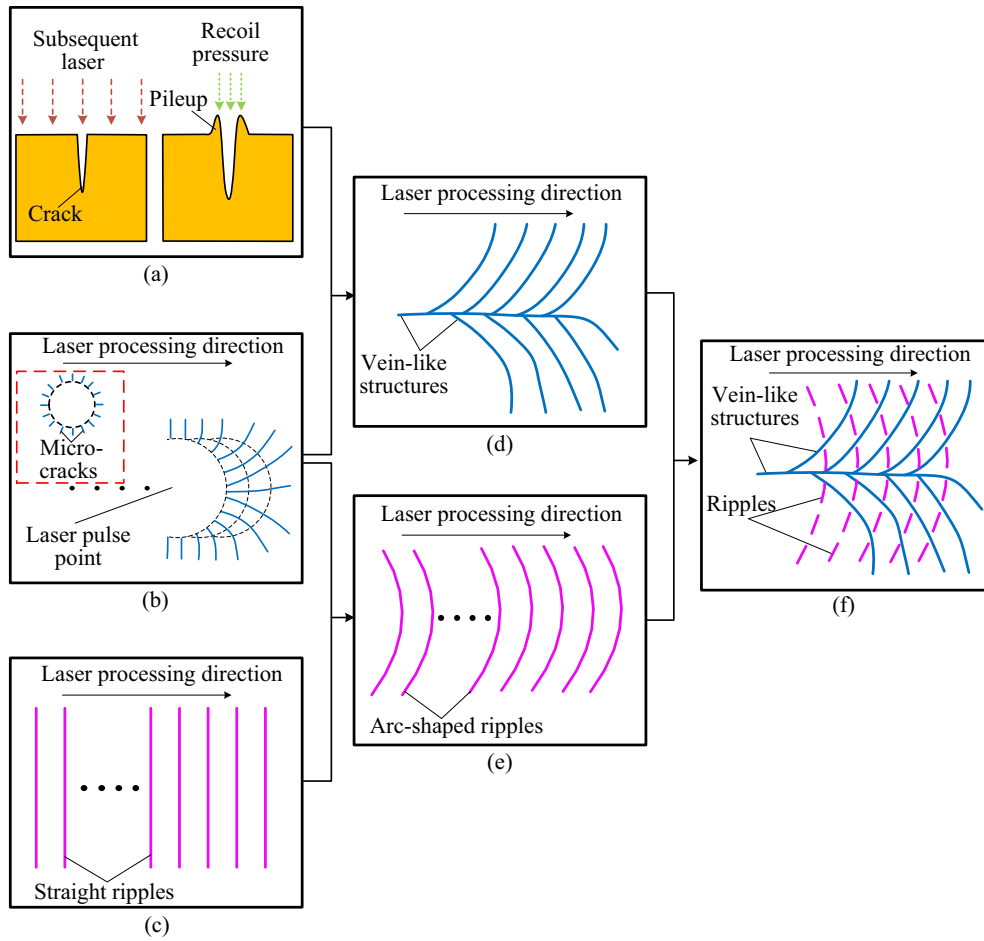 Subsequent
laser
Recoil
pressure
Pileup
Crack
(a)
Laser processing direction
Micro-
cracks
Laser pulse
point
(b)
Laser processing direction
Straight ripples
(c)
Laser processing direction
Vein-like
structures
(d)
Laser processing direction
Arc-shaped ripples
(e)
Laser processing direction
Vein-like
structures
Ripples
(f)